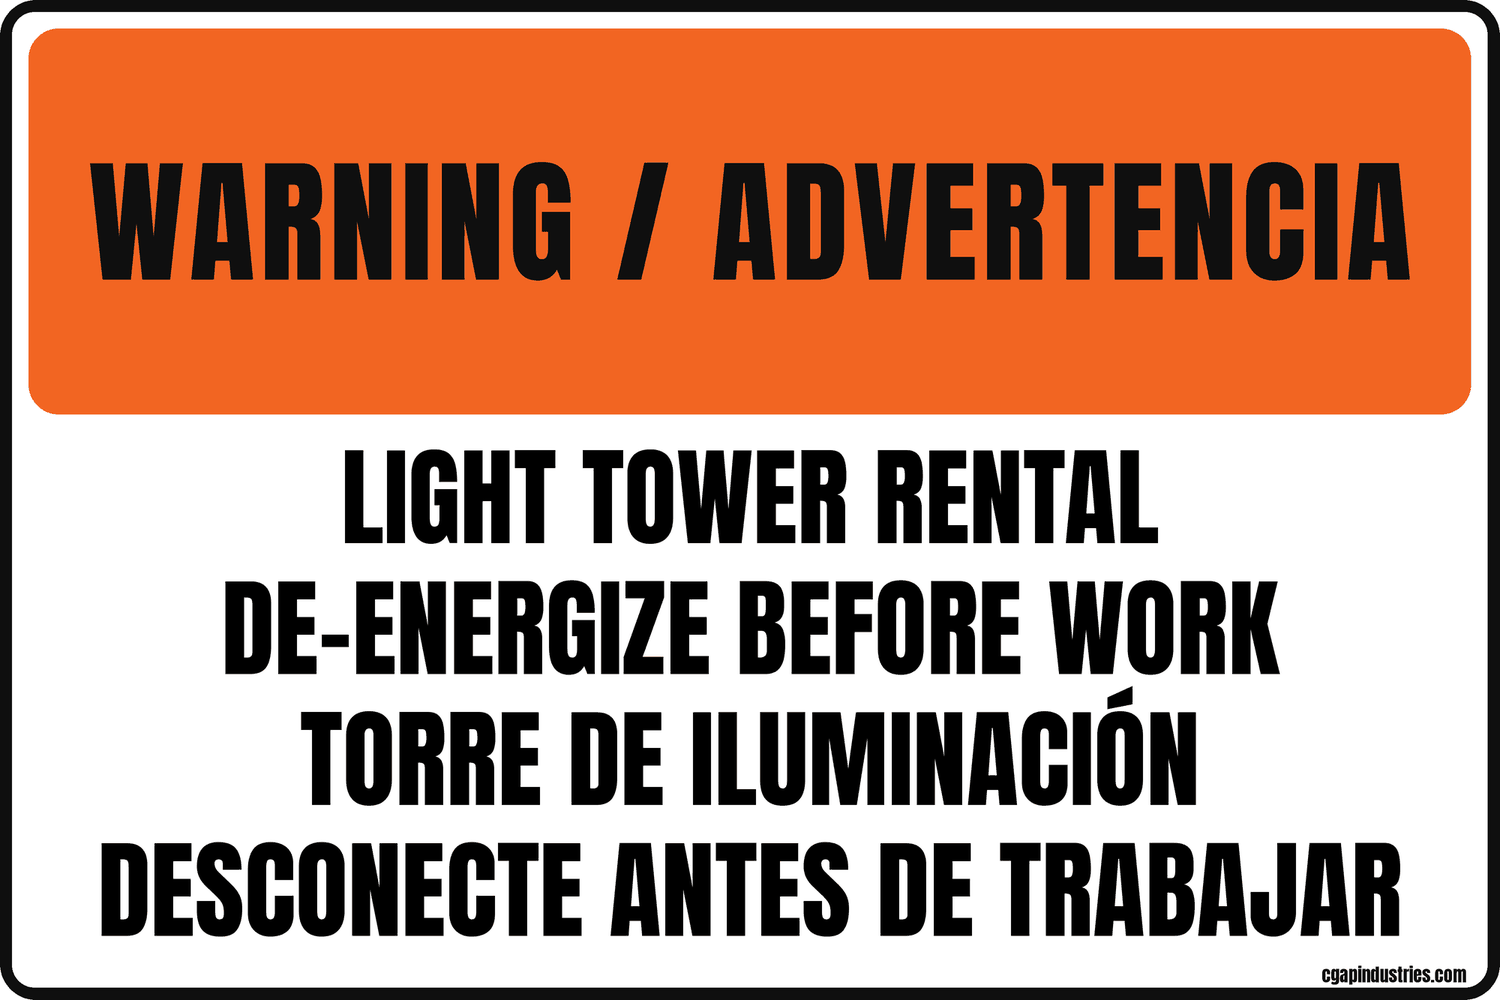 WARNING / ADVERTENCIA
LIGHT TOWER RENTAL
DE-ENERGIZE BEFORE WORK
TORRE DE ILUMINACIÓN
DESCONECTE ANTES DE TRABAJAR
cgapindustries.com